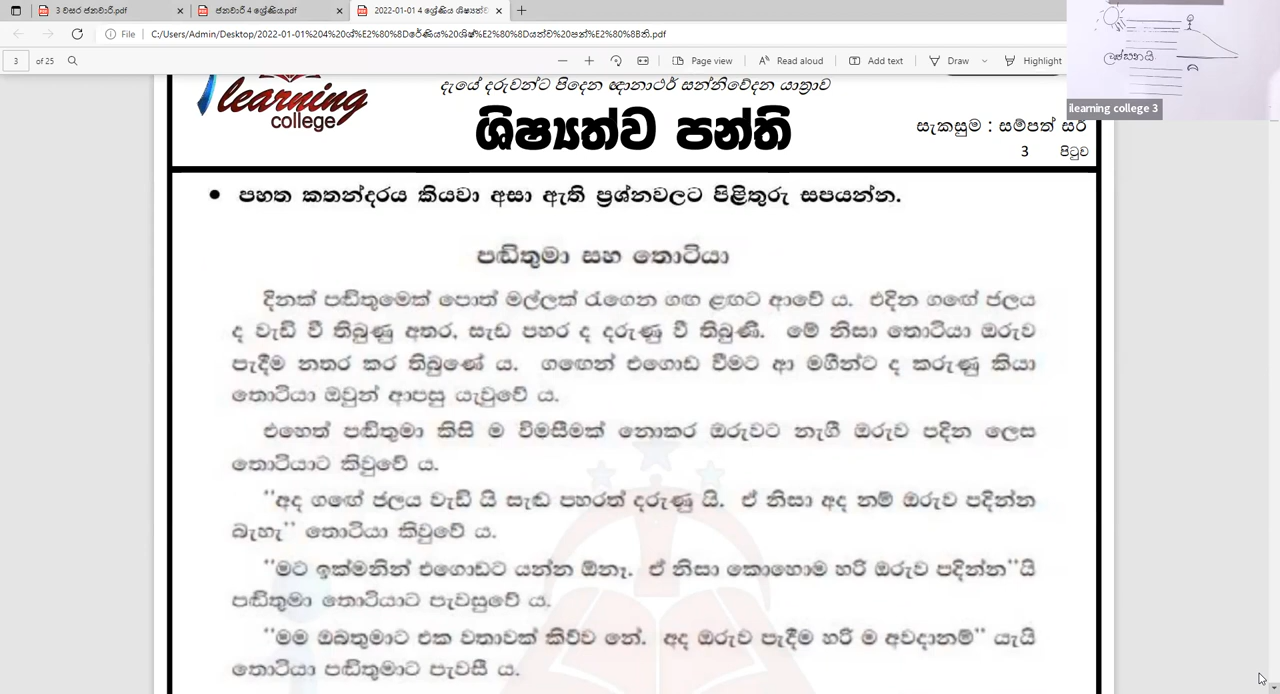 3 වසර ජනවාරි.pdf
ජනවාරි 4 ශ්‍රේණිය.pdf
2022-01-01 4 ශ්‍රේණිය ශිෂ්‍යත්ව
File
C:/Users/Admin/Desktop/2022-01-01%204%20ශ්%E2%80%8Dරේණිය%20ශිෂ්%E2%80%8Dයත්ව%20පන්%E2%80%8Bති.pdf
3 of 25
Page view
Read aloud
Add text
Draw
Highlight
ලස්සනයි
ilearning college 3
learning
college
දැයේ දරුවන්ට පිදෙන ඥානාර්ථ සන්නිවේදන යාත්‍රාව
ශිෂ්‍යත්ව පන්ති
සැකසුම : සම්පත් සර්
3 පිටුව
• පහත කතන්දරය කියවා අසා ඇති ප්‍රශ්නවලට පිළිතුරු සපයන්න.
පඬිතුමා සහ තොටියා
දිනක් පඬිතුමෙක් පොත් මල්ලක් රැගෙන ගඟ ළඟට ආවේ ය. එදින ගඟේ ජලය
ද වැඩි වී තිබුණු අතර, සැඩ පහර ද දරුණු වී තිබුණි. මේ නිසා තොටියා ඔරුව
පැදීම නතර කර තිබුණේ ය. ගඟෙන් එගොඩ වීමට ආ මගීන්ට ද කරුණු කියා
තොටියා ඔවුන් ආපසු යැවුවේ ය.
එහෙත් පඬිතුමා කිසි ම විමසීමක් නොකර ඔරුවට නැගී ඔරුව පදින ලෙස
තොටියාට කිවුවේ ය.
"අද ගඟේ ජලය වැඩි යි සැඬ පහරත් දරුණු යි. ඒ නිසා අද නම් ඔරුව පදින්න
බැහැ" තොටියා කිවුවේ ය.
"මට ඉක්මනින් එගොඩට යන්න ඕනෑ. ඒ නිසා කොහොම හරි ඔරුව පදින්න"යි
පඬිතුමා තොටියාට පැවසුවේ ය.
"මම ඔබතුමාට එක වතාවක් කිව්ව නේ. අද ඔරුව පැදීම හරි ම අවදානම්" යැයි
තොටියා පඬිතුමාට පැවසී ය.